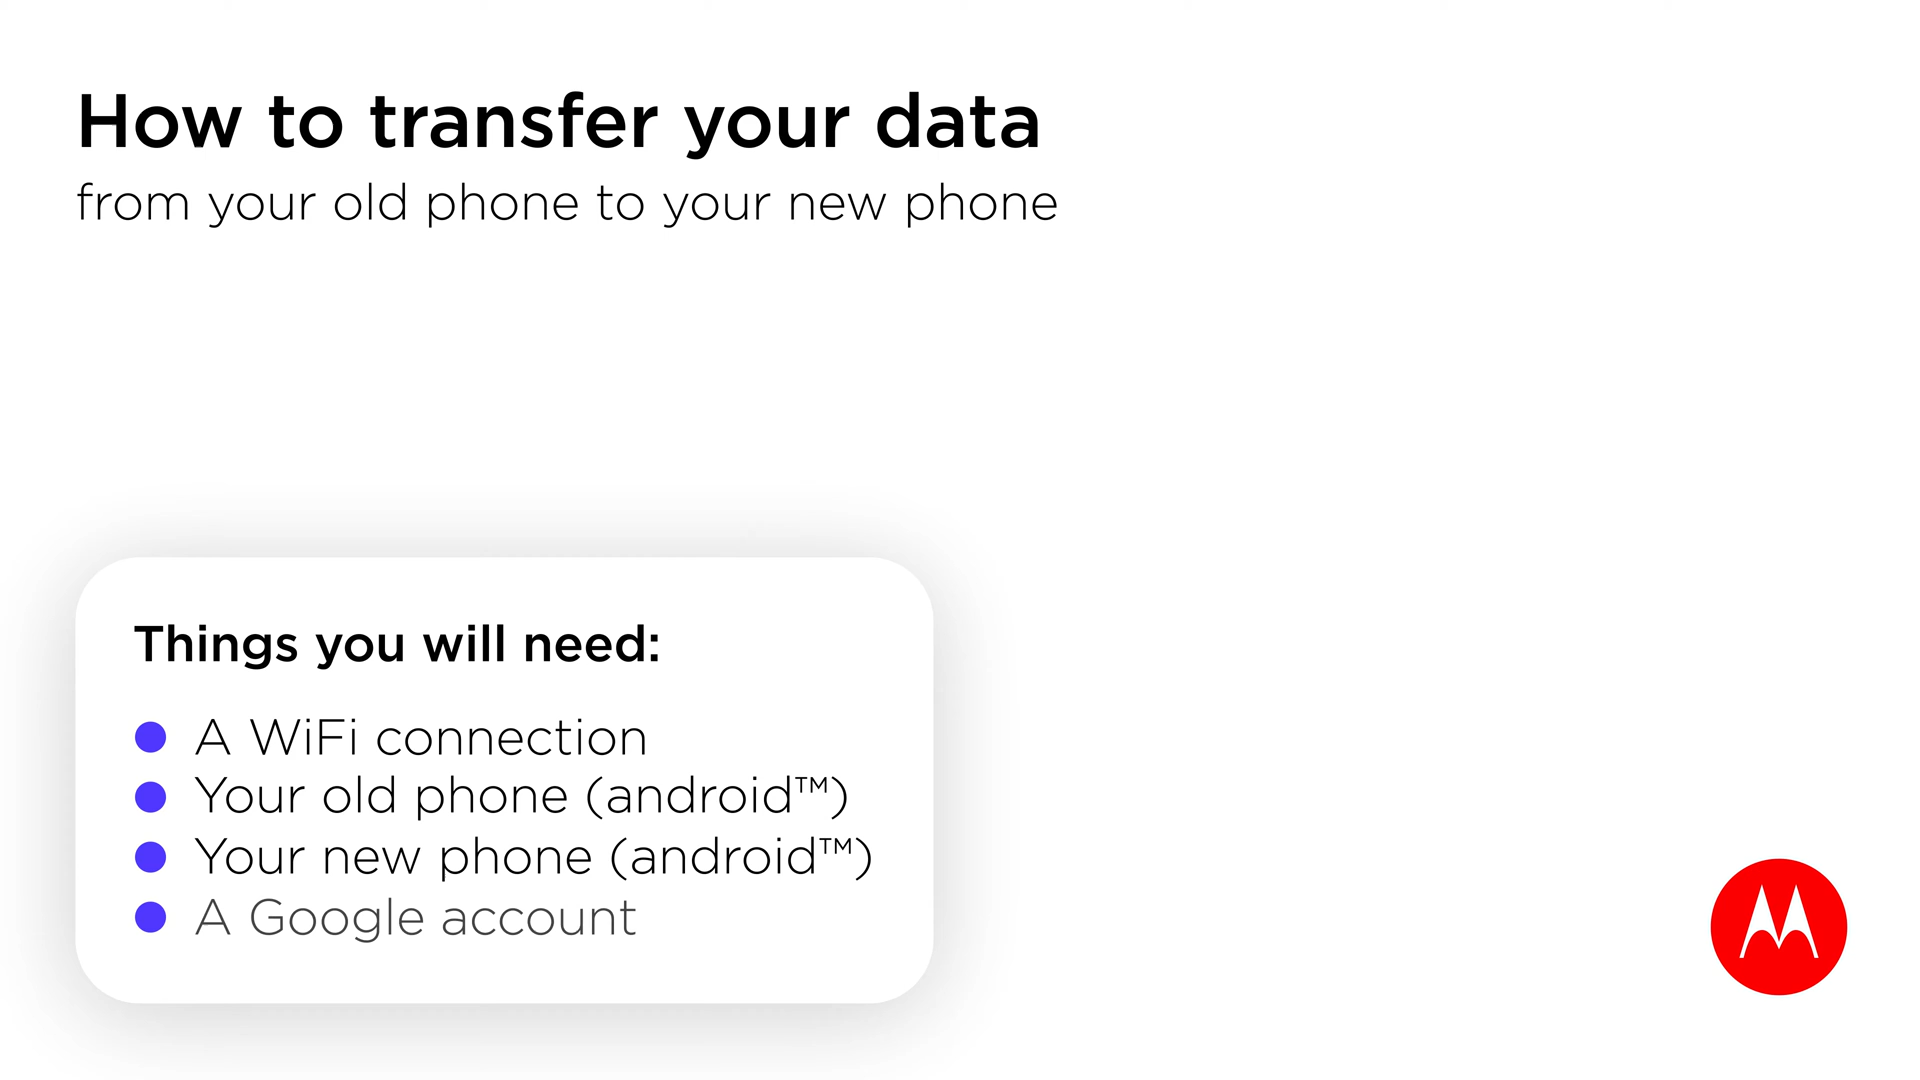 How to transfer your data
from your old phone to your new phone
Things you will need:
A WiFi connection
Your old phone (android™)
Your new phone (android™)
A Google account